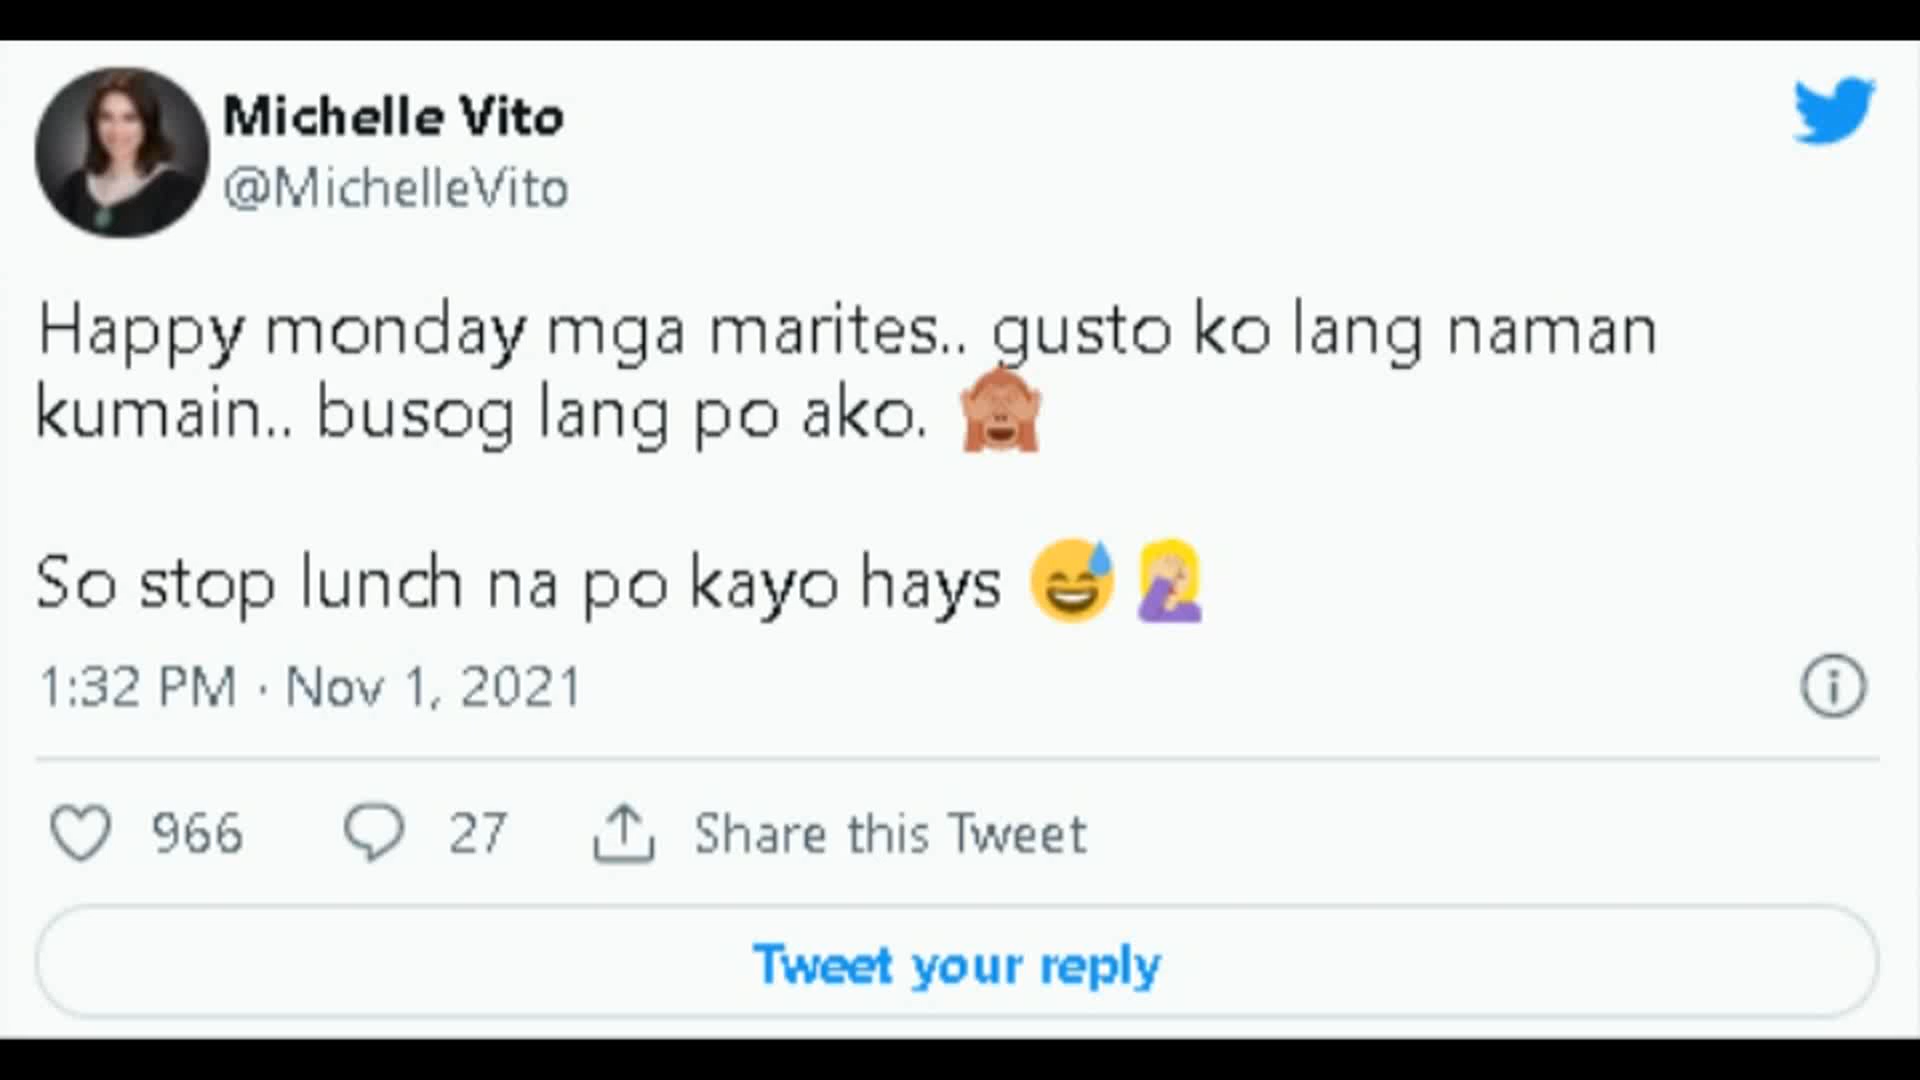 Michelle Vito
@MichelleVito
Happy monday mga marites.. gusto ko lang naman
kumain.. busog lang po ako. 🙈
So stop lunch na po kayo hays 😅 🤦🏼‍♀️
1:32 PM · Nov 1, 2021
966 27 Share this Tweet
Tweet your reply